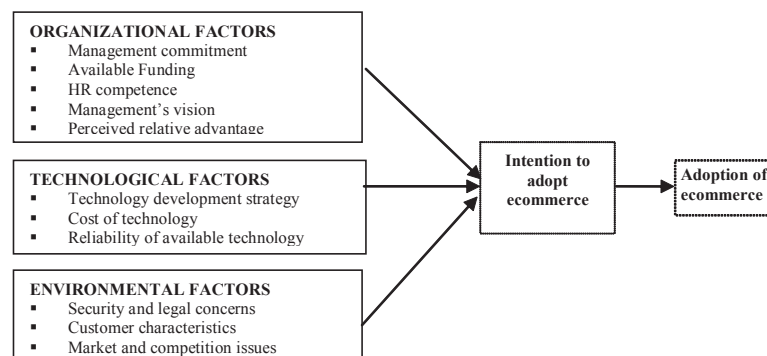 ORGANIZATIONAL FACTORS
▪ Management commitment
▪ Available Funding
▪ HR competence
▪ Management's vision
▪ Perceived relative advantage
TECHNOLOGICAL FACTORS
▪ Technology development strategy
▪ Cost of technology
▪ Reliability of available technology
ENVIRONMENTAL FACTORS
▪ Security and legal concerns
▪ Customer characteristics
▪ Market and competition issues
Intention to
adopt
ecommerce
Adoption of
ecommerce